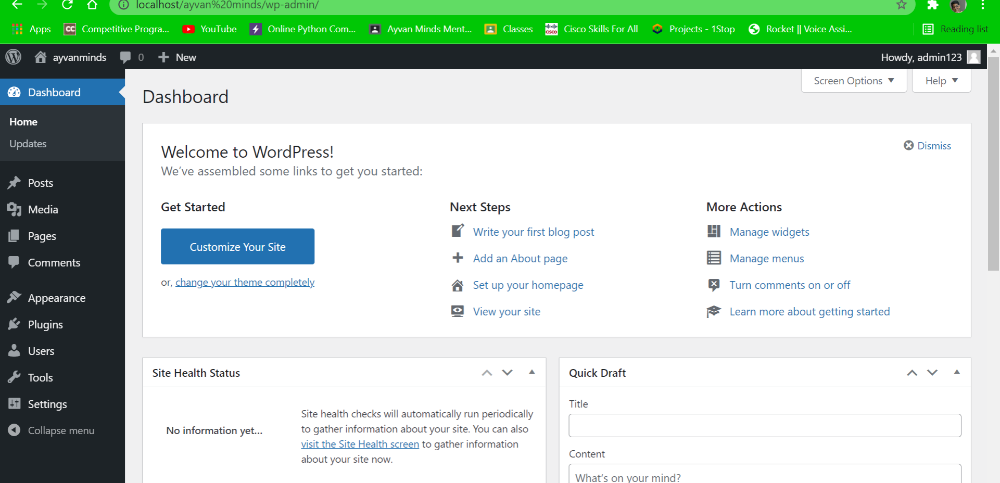 localhost/ayvan%20minds/wp-admin/
Apps CC Competitive Progra... YouTube Online Python Com... Ayvan Minds Ment... Classes CISCO Cisco Skills For All Projects - 1Stop Rocket || Voice Assi... Reading list
ayvanminds 0 New Howdy, admin123
Screen Options Help
Dashboard
Home
Updates
Posts
Media
Pages
Comments
Appearance
Plugins
Users
Tools
Settings
Collapse menu
Dashboard
Welcome to WordPress!
Dismiss
We've assembled some links to get you started:
Get Started
Customize Your Site
or, change your theme completely
Next Steps
Write your first blog post
Add an About page
Set up your homepage
View your site
More Actions
Manage widgets
Manage menus
Turn comments on or off
Learn more about getting started
Site Health Status
No information yet...
Site health checks will automatically run periodically
to gather information about your site. You can also
visit the Site Health screen to gather information
about your site now.
Quick Draft
Title
Content
What's on your mind?